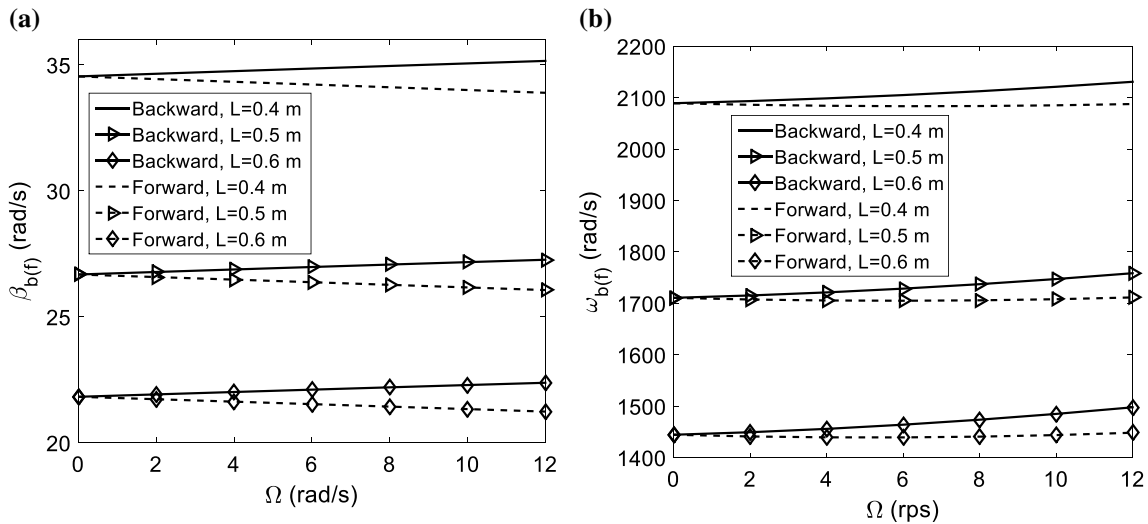 (a)
35
30
25
20
β_b(f) (rad/s)
Backward, L=0.4 m
Backward, L=0.5 m
Backward, L=0.6 m
Forward, L=0.4 m
Forward, L=0.5 m
Forward, L=0.6 m
0 2 4 6 8 10 12
Ω (rad/s)
(b)
2200
2100
2000
1900
1800
1700
1600
1500
1400
ω_b(f) (rad/s)
Backward, L=0.4 m
Backward, L=0.5 m
Backward, L=0.6 m
Forward, L=0.4 m
Forward, L=0.5 m
Forward, L=0.6 m
0 2 4 6 8 10 12
Ω (rps)